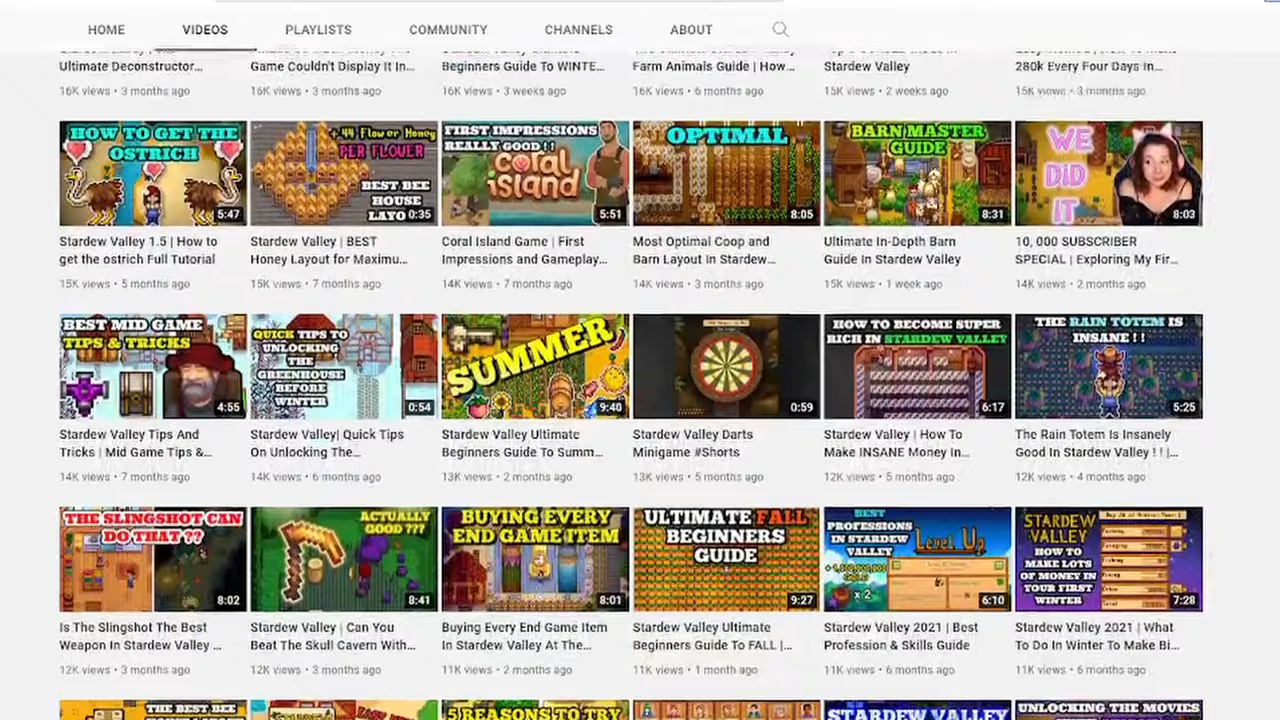 HOME VIDEOS PLAYLISTS COMMUNITY CHANNELS ABOUT
Ultimate Deconstructor... Game Couldn't Display It In... Beginners Guide To WINTE... Farm Animals Guide | How... Stardew Valley 280k Every Four Days In...
16K views • 3 months ago 16K views • 3 months ago 16K views • 3 weeks ago 16K views • 6 months ago 15K views • 2 weeks ago 15K views • 3 months ago
HOW TO GET THE
OSTRICH
5:47
+ 44 Flower Honey
PER FLOWER
BEST BEE
HOUSE
LAYO 0:35
FIRST IMPRESSIONS
REALLY GOOD !!
coral
island
5:51
OPTIMAL
8:05
BARN MASTER
GUIDE
8:31
WE
DID
IT
8:03
Stardew Valley 1.5 | How to Stardew Valley | BEST Coral Island Game | First Most Optimal Coop and Ultimate In-Depth Barn 10, 000 SUBSCRIBER
get the ostrich Full Tutorial Honey Layout for Maximu... Impressions and Gameplay... Barn Layout In Stardew... Guide In Stardew Valley SPECIAL | Exploring My Fir...
15K views • 5 months ago 15K views • 7 months ago 14K views • 7 months ago 14K views • 3 months ago 15K views • 1 week ago 14K views • 2 months ago
BEST MID GAME
TIPS & TRICKS
4:55
QUICK TIPS TO
UNLOCKING
THE
GREENHOUSE
BEFORE
WINTER
0:54
SUMMER
9:40
0:59
HOW TO BECOME SUPER
RICH IN STARDEW VALLEY
6:17
THE RAIN TOTEM IS
INSANE ! !
5:25
Stardew Valley Tips And Stardew Valley| Quick Tips Stardew Valley Ultimate Stardew Valley Darts Stardew Valley | How To The Rain Totem Is Insanely
Tricks | Mid Game Tips &... On Unlocking The... Beginners Guide To Summ... Minigame #Shorts Make INSANE Money In... Good In Stardew Valley ! ! |...
14K views • 7 months ago 14K views • 6 months ago 13K views • 2 months ago 13K views • 5 months ago 12K views • 5 months ago 12K views • 4 months ago
THE SLINGSHOT CAN
DO THAT ??
8:02
ACTUALLY
GOOD ???
8:41
BUYING EVERY
END GAME ITEM
8:01
ULTIMATE FALL
BEGINNERS
GUIDE
9:27
BEST
PROFESSIONS
IN STARDEW
VALLEY
Level Up
x 2
6:10
STARDEW
VALLEY
HOW TO
MAKE LOTS
OF MONEY IN
YOUR FIRST
WINTER
7:28
Is The Slingshot The Best Stardew Valley | Can You Buying Every End Game Item Stardew Valley Ultimate Stardew Valley 2021 | Best Stardew Valley 2021 | What
Weapon In Stardew Valley ... Beat The Skull Cavern With... In Stardew Valley At The... Beginners Guide To FALL |... Profession & Skills Guide To Do In Winter To Make Bi...
12K views • 3 months ago 12K views • 3 months ago 11K views • 2 months ago 11K views • 1 month ago 11K views • 6 months ago 11K views • 6 months ago
THE BEST BEE
5 REASONS TO TRY
STARDEW VALLEY
UNLOCKING THE MOVIES